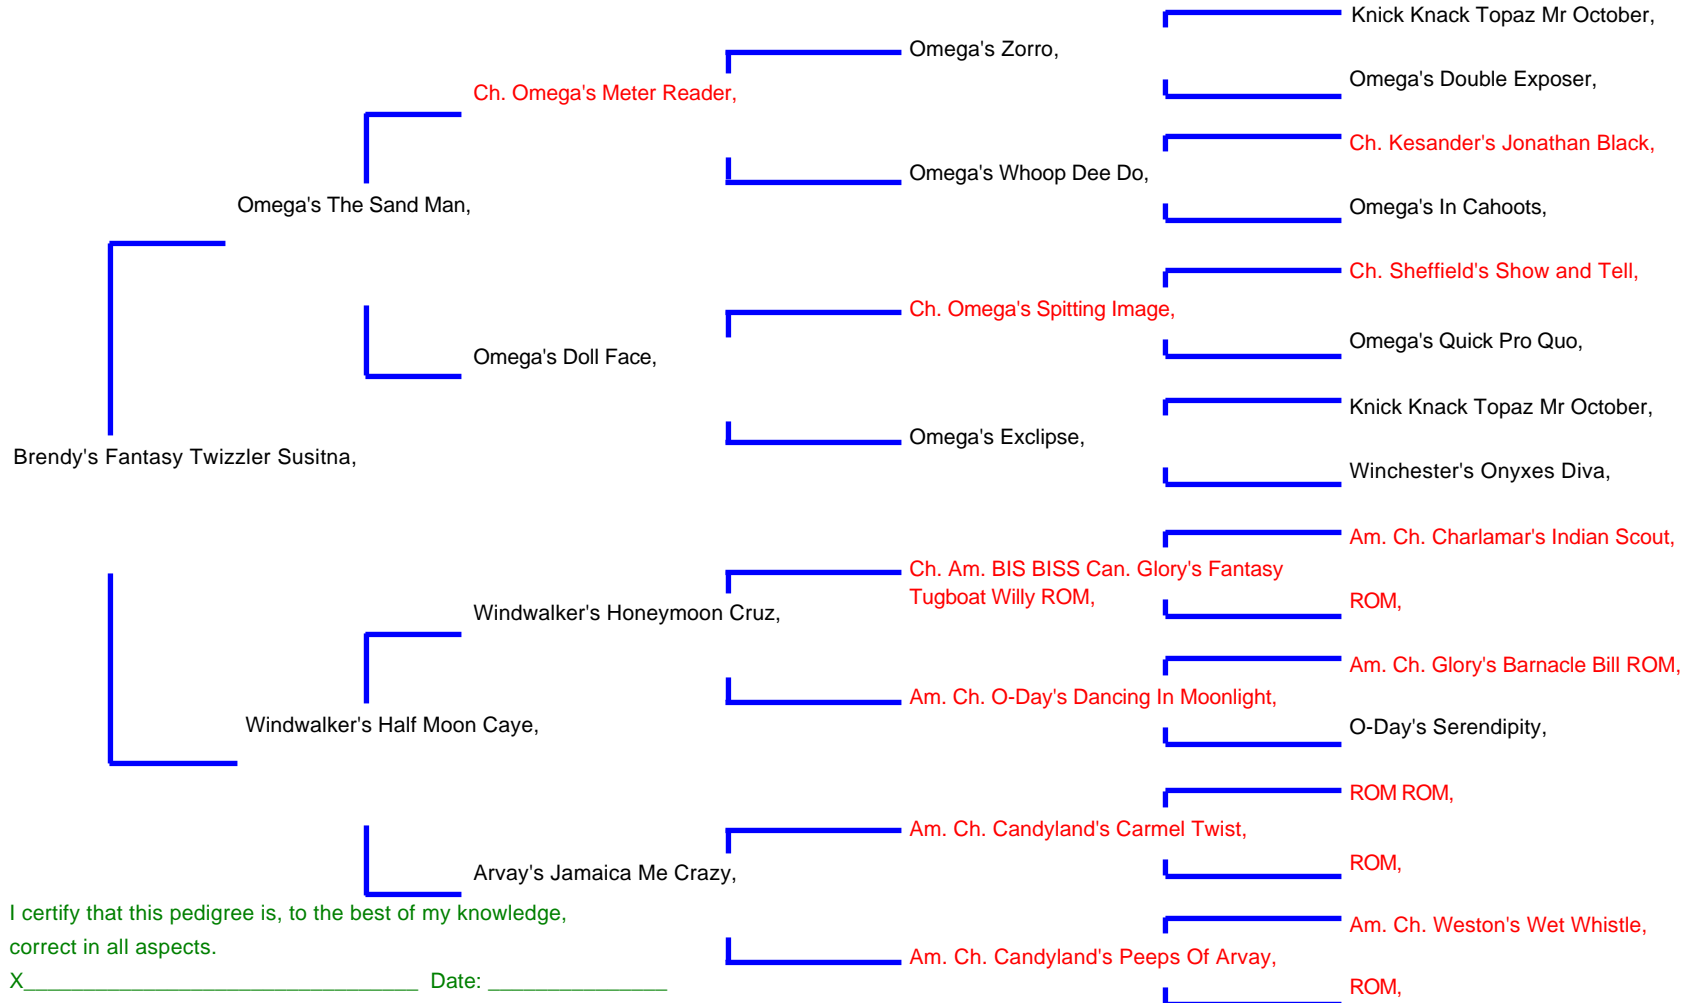 Knick Knack Topaz Mr October,
Omega's Zorro,
Omega's Double Exposer,
Ch. Omega's Meter Reader,
Ch. Kesander's Jonathan Black,
Omega's Whoop Dee Do,
Omega's In Cahoots,
Omega's The Sand Man,
Ch. Sheffield's Show and Tell,
Ch. Omega's Spitting Image,
Omega's Quick Pro Quo,
Omega's Doll Face,
Knick Knack Topaz Mr October,
Omega's Exclipse,
Winchester's Onyxes Diva,
Brendy's Fantasy Twizzler Susitna,
Am. Ch. Charlamar's Indian Scout,
Ch. Am. BIS BISS Can. Glory's Fantasy
Tugboat Willy ROM,
ROM,
Windwalker's Honeymoon Cruz,
Am. Ch. Glory's Barnacle Bill ROM,
Am. Ch. O-Day's Dancing In Moonlight,
O-Day's Serendipity,
Windwalker's Half Moon Caye,
ROM ROM,
Am. Ch. Candyland's Carmel Twist,
ROM,
Arvay's Jamaica Me Crazy,
Am. Ch. Weston's Wet Whistle,
Am. Ch. Candyland's Peeps Of Arvay,
ROM,
I certify that this pedigree is, to the best of my knowledge,
correct in all aspects.
X_________________________________ Date: _______________